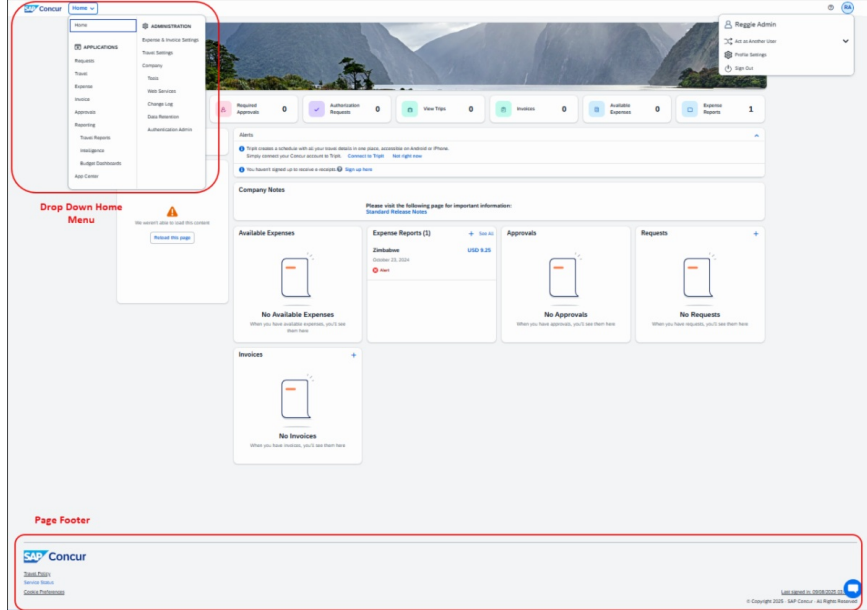 SAP Concur Home
RA
Home
APPLICATIONS
Requests
Travel
Expense
Invoice
Approvals
Reporting
Travel Reports
Intelligence
Budget Dashboards
App Center
ADMINISTRATION
Expense & Invoice Settings
Travel Settings
Company
Tools
Web Services
Change Log
Data Retention
Authentication Admin
Reggie Admin
Act as Another User
Profile Settings
Sign Out
Required Approvals 0
Authorization Requests 0
View Trips 0
Invoices 0
Available Expenses 0
Expense Reports 1
Alerts
TripIt creates a schedule with all your travel details in one place, accessible on Android or iPhone.
Simply connect your Concur account to TripIt. Connect to TripIt Not right now
You haven't signed up to receive e-receipts Sign up here
Company Notes
Please visit the following page for important information:
Standard Release Notes
Drop Down Home
Menu
We weren't able to load this content
Reload this page
Available Expenses
No Available Expenses
When you have available expenses, you'll see
them here
Expense Reports (1) + See All
Zimbabwe USD 9.25
October 23, 2024
Alert
Approvals
No Approvals
When you have approvals, you'll see them here
Requests +
No Requests
When you have requests, you'll see them here
Invoices +
No Invoices
When you have invoices, you'll see them here
Page Footer
SAP Concur
Travel Policy
Service Status
Cookie Preferences
Last signed in:
© Copyright 2025 - SAP Concur - All Rights Reserved